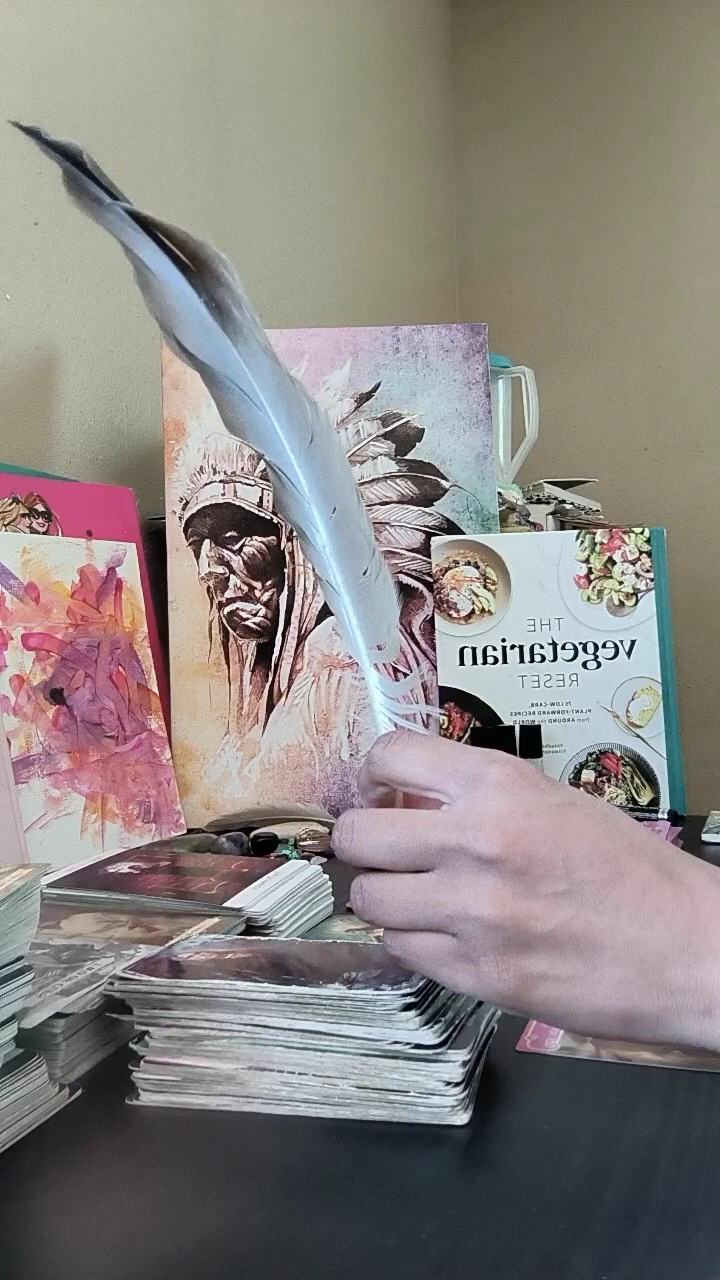 THE
vegetarian
RESET
75 LOW-CARB,
PLANT-FORWARD RECIPES
from AROUND the WORLD